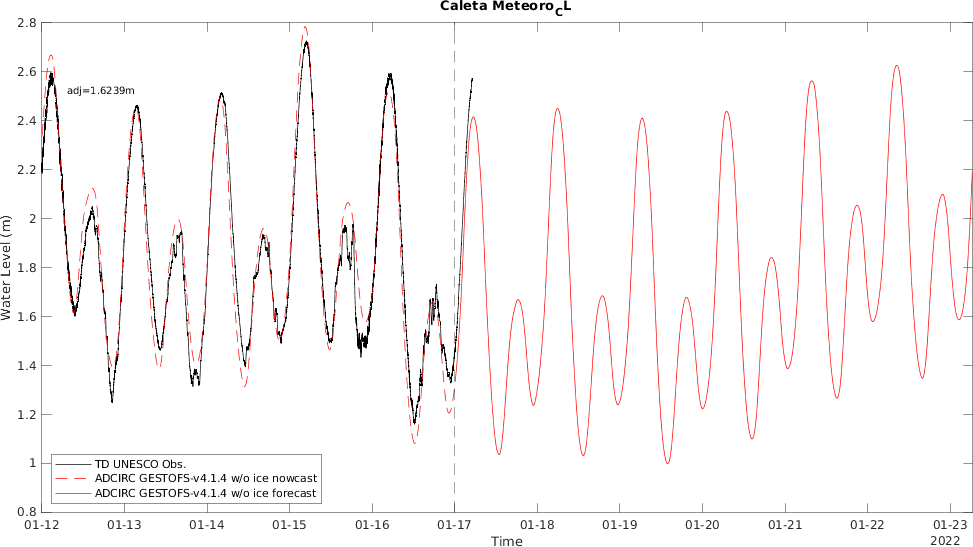 Caleta Meteoro_CL
2.8
2.6
adj=1.6239m
2.4
2.2
2
1.8
Water Level (m)
1.6
1.4
1.2
TD UNESCO Obs.
1
ADCIRC GESTOFS-v4.1.4 w/o ice nowcast
ADCIRC GESTOFS-v4.1.4 w/o ice forecast
0.8
01-12 01-13 01-14 01-15 01-16 01-17 01-18 01-19 01-20 01-21 01-22 01-23
Time 2022